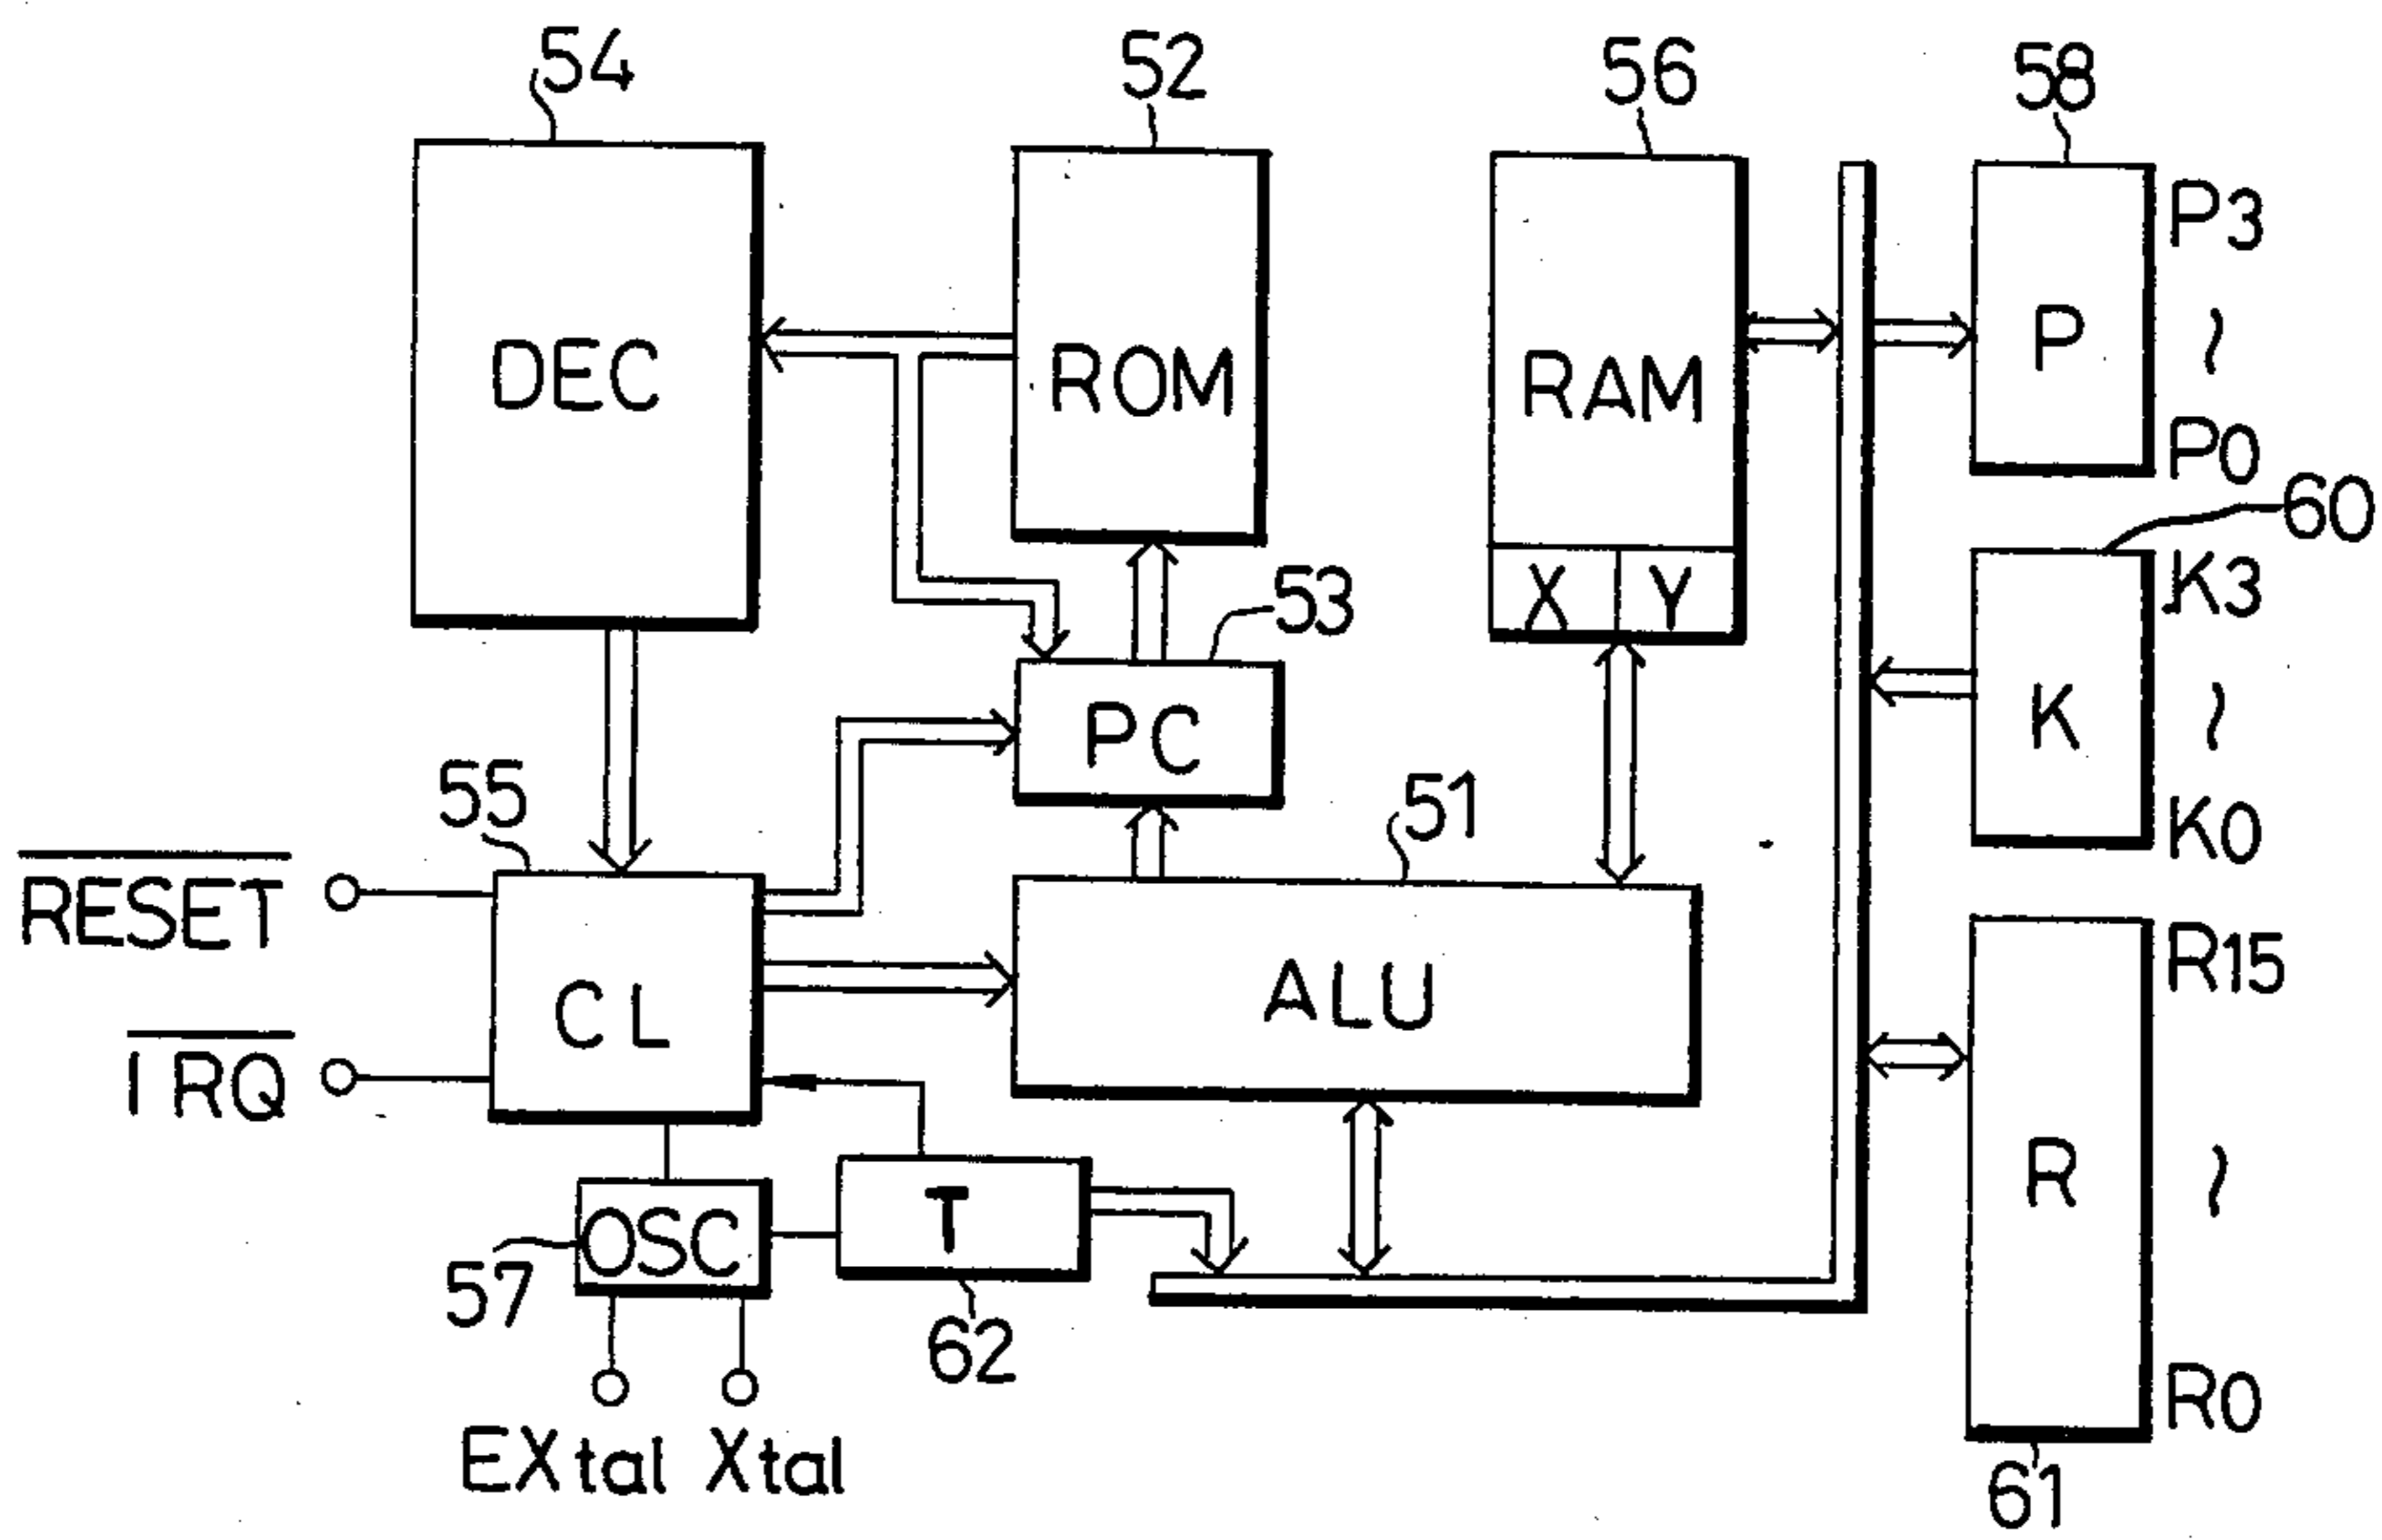 54
52
56
58
DEC
ROM
RAM
X
Y
P
P3
~
P0
60
K
K3
~
K0
53
PC
55
51
RESET
IRQ
CL
ALU
R
R15
~
R0
OSC
57
T
62
61
EXtal
Xtal